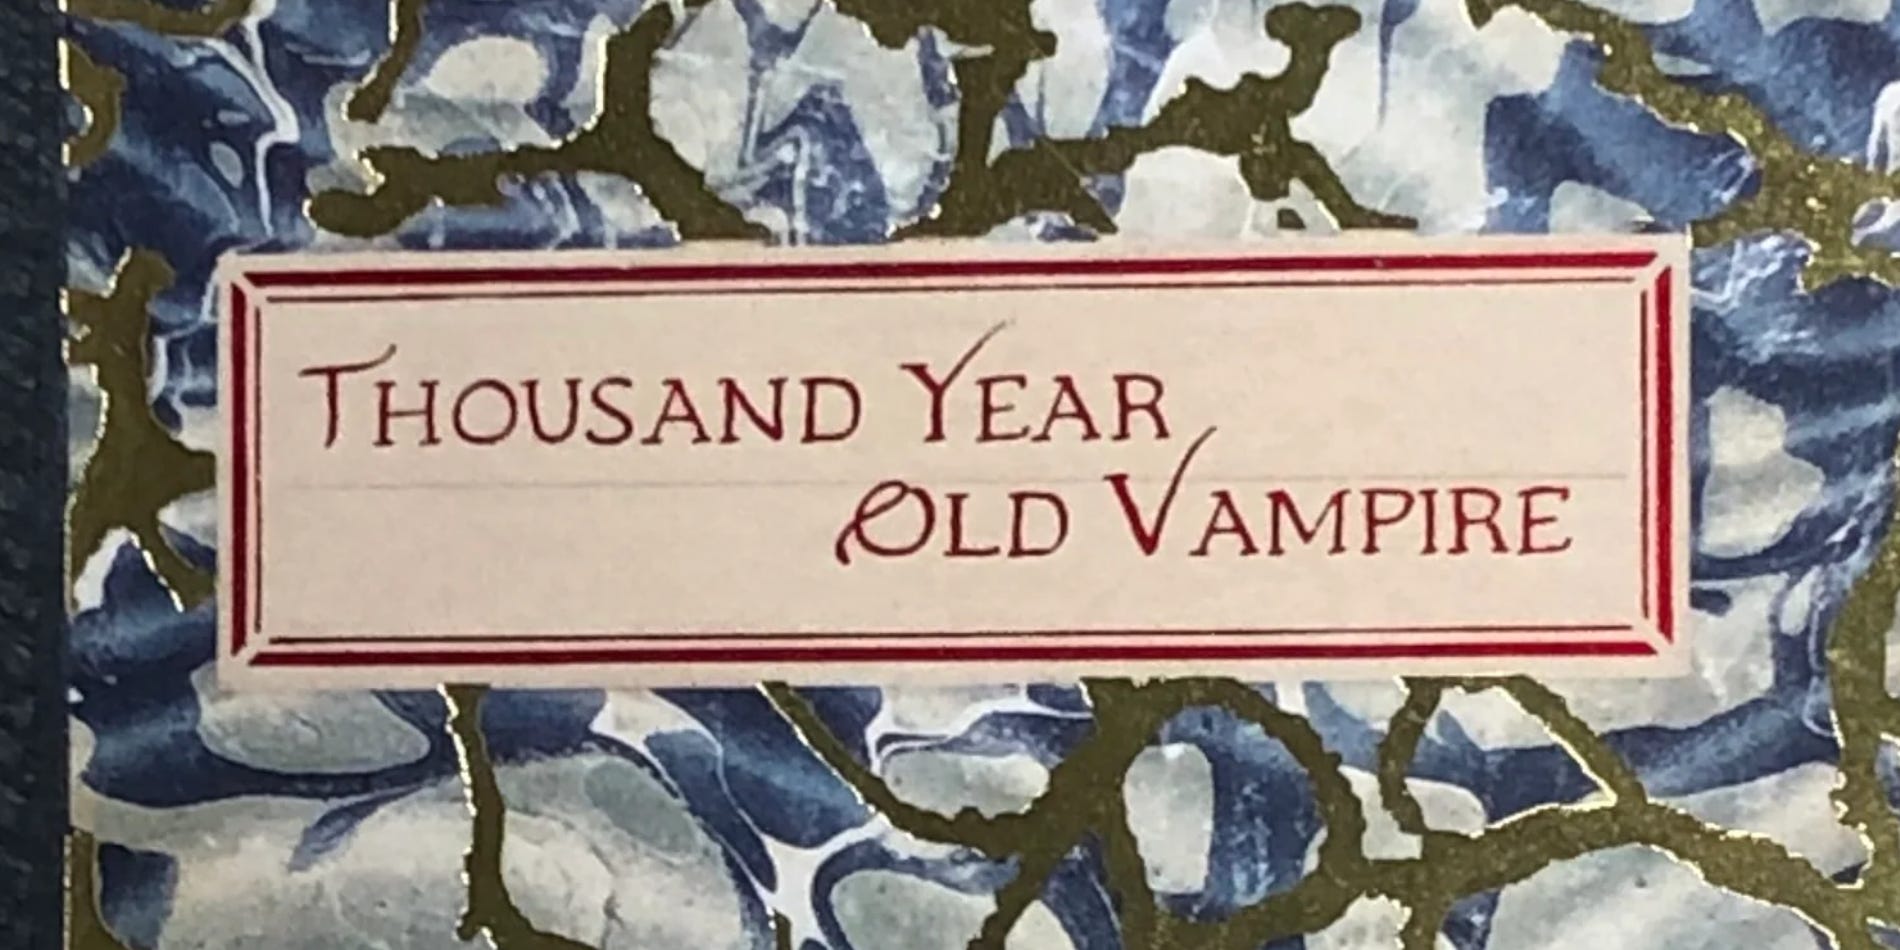 THOUSAND YEAR
OLD VAMPIRE